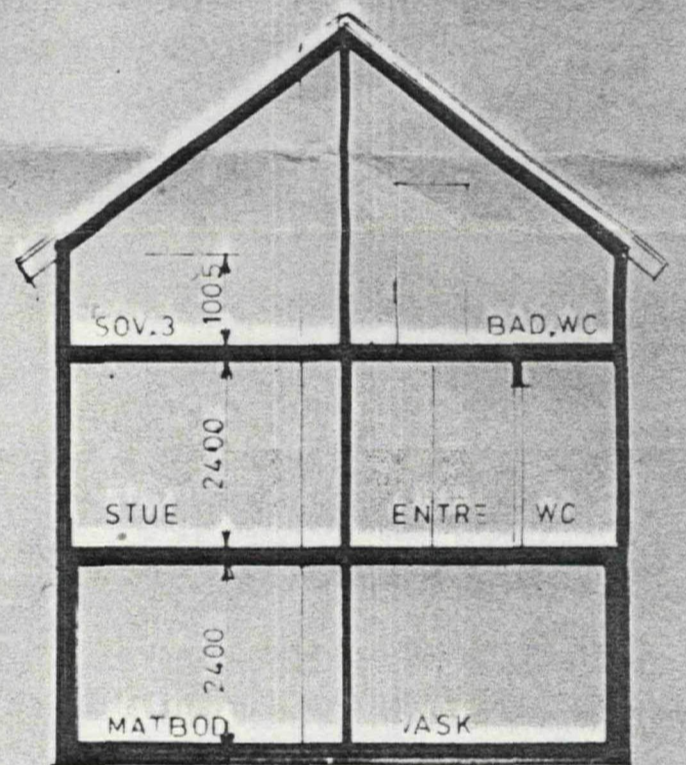 1005
SOV.3 BAD,WC
2400
STUE ENTRE WC
2400
MATBOD VASK